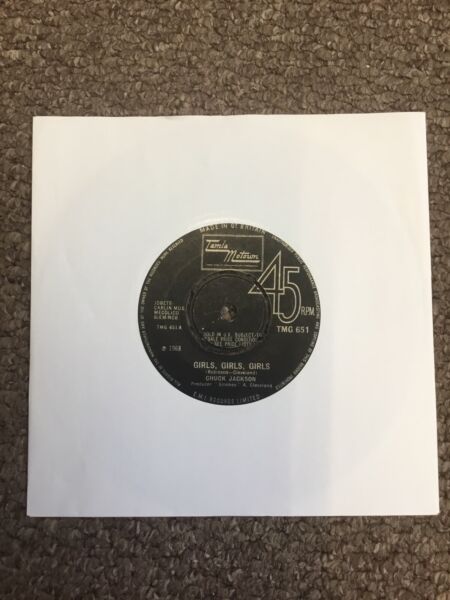 MADE IN GT. BRITAIN
Tamla
Motown
45
RPM
TMG 651
JOBETE-
CARLIN MUS.
TMG 651 A
SOLD IN U.K. SUBJECT TO
RESALE PRICE CONDITIONS,
SEE PRICE LISTS
℗ 1968
GIRLS, GIRLS, GIRLS
(Robinson—Cleveland)
CHUCK JACKSON
Producer "Smokey" A. Cleveland
E.M.I. RECORDS LIMITED